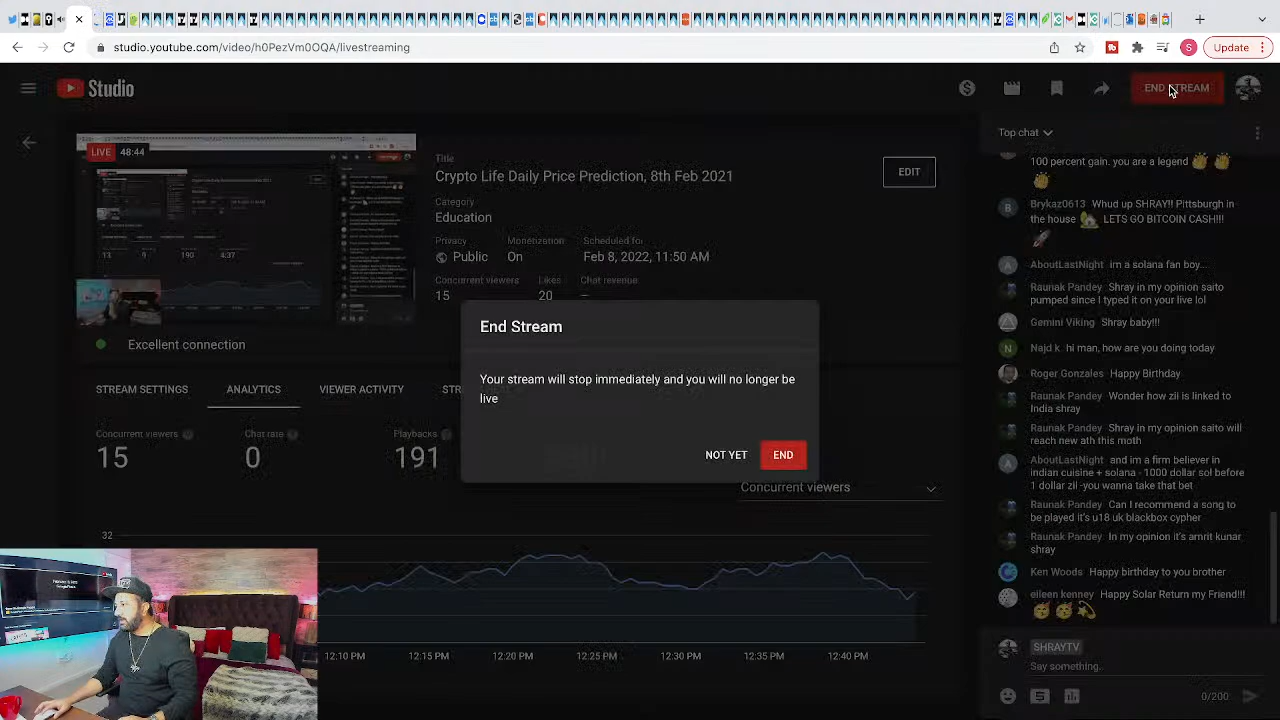 studio.youtube.com/video/h0PezVm0OQA/livestreaming
Update
Studio
END STREAM
LIVE 48:44
Title
Crypto Life Daily Price Prediction, 8th Feb 2021
EDIT
Category
Education
Privacy Monetization Scheduled for
Public On Feb 8, 2022, 11:50 AM
Concurrent viewers Likes Chat revenue
15 20 –
Excellent connection
STREAM SETTINGS ANALYTICS VIEWER ACTIVITY STR
Concurrent viewers Chat rate Playbacks
15 0 191
Concurrent viewers
32
12:10 PM 12:15 PM 12:20 PM 12:25 PM 12:30 PM 12:35 PM 12:40 PM
End Stream
Your stream will stop immediately and you will no longer be
live
NOT YET END
Top chat
100 percent gain. you are a legend
Brykaz0613 Whud up SHRAY!! Pittsburgh in
the house LETS GO BITCOIN CASH!!!!
AboutLastNight im a solana fan boy...
Raunak Pandey Shray in my opinion saito
pumped since I typed it on your live lol
Gemini Viking Shray baby!!!
Najd k. hi man, how are you doing today
Roger Gonzales Happy Birthday
Raunak Pandey Wonder how zil is linked to
India shray
Raunak Pandey Shray in my opinion saito will
reach new ath this moth
AboutLastNight and im a firm believer in
indian cuisine + solana - 1000 dollar sol before
1 dollar zil -you wanna take that bet
Raunak Pandey Can I recommend a song to
be played it's u18 uk blackbox cypher
Raunak Pandey In my opinion it's amrit kunar
shray
Ken Woods Happy birthday to you brother
eileen kenney Happy Solar Return my Friend!!!
SHRAYTV
Say something..
0/200